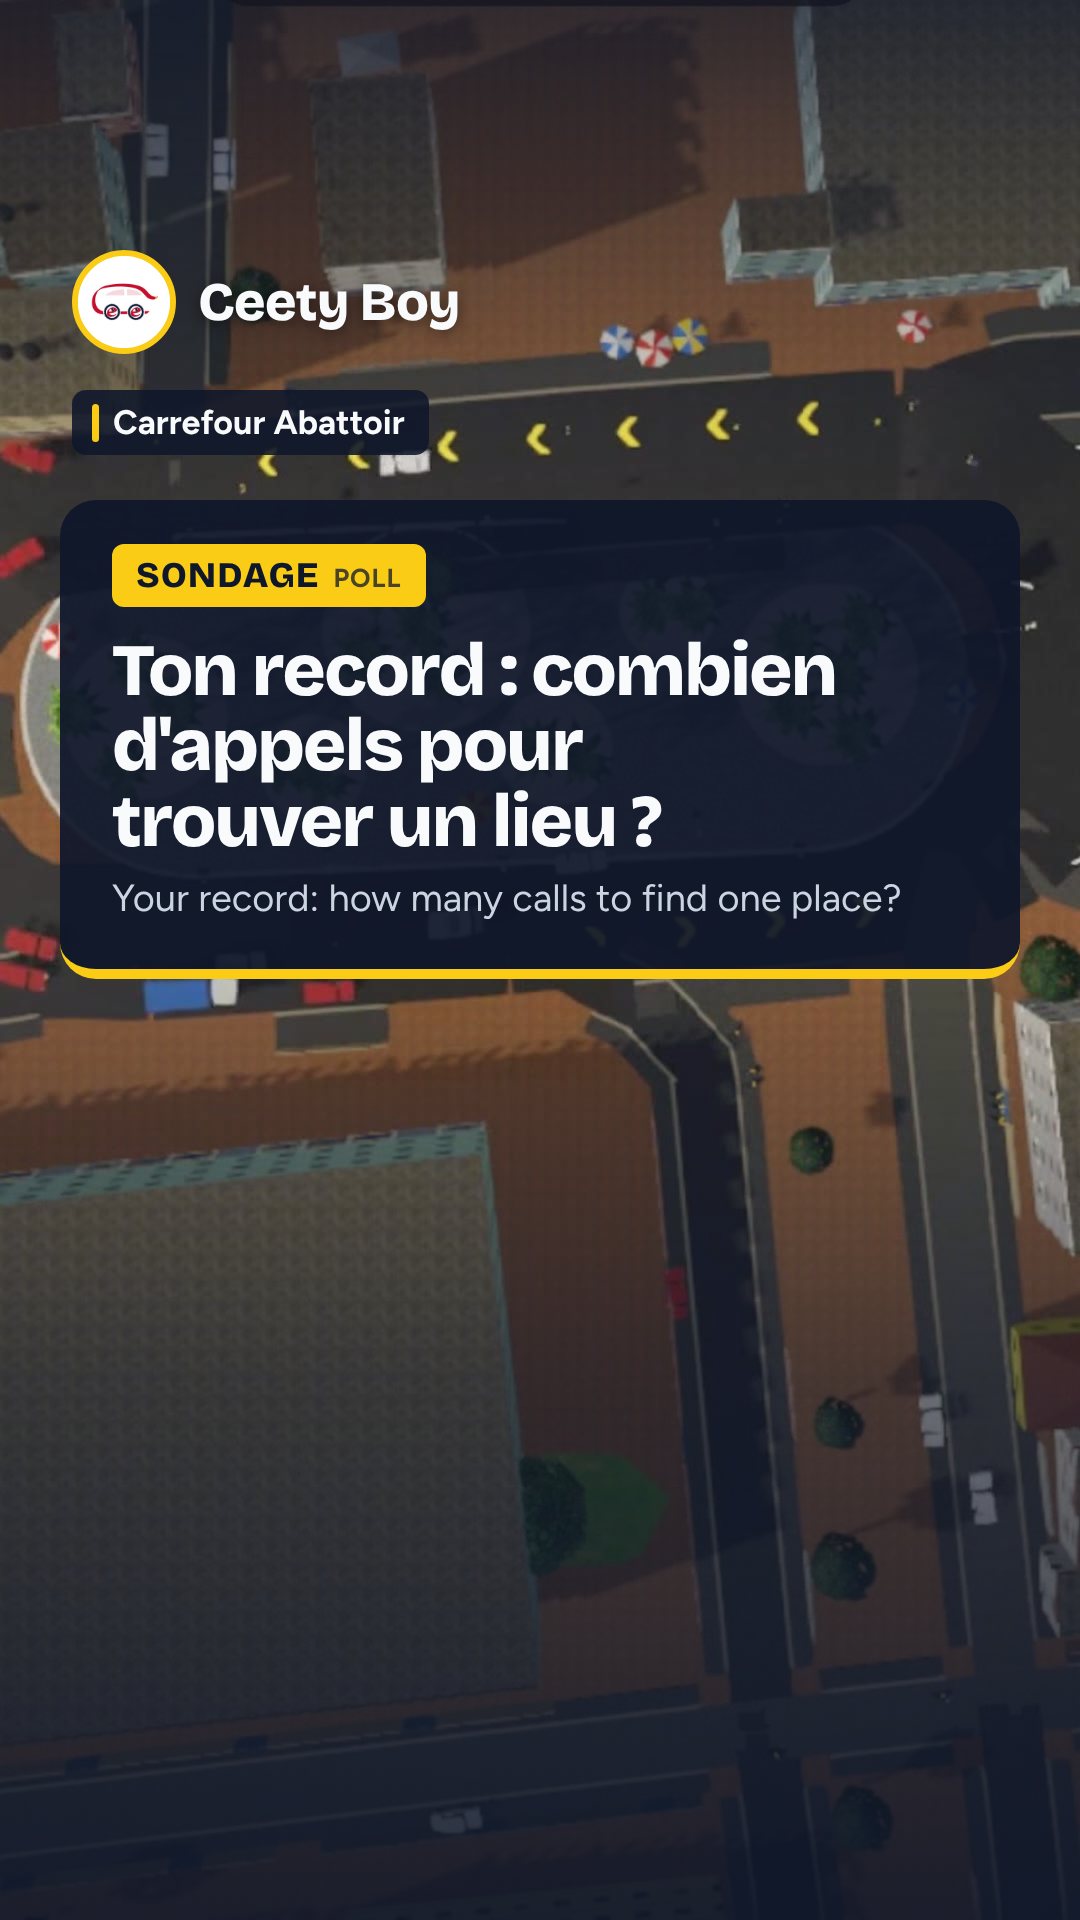 Ceety Boy
Carrefour Abattoir
SONDAGE POLL
Ton record : combien
d'appels pour
trouver un lieu ?
Your record: how many calls to find one place?